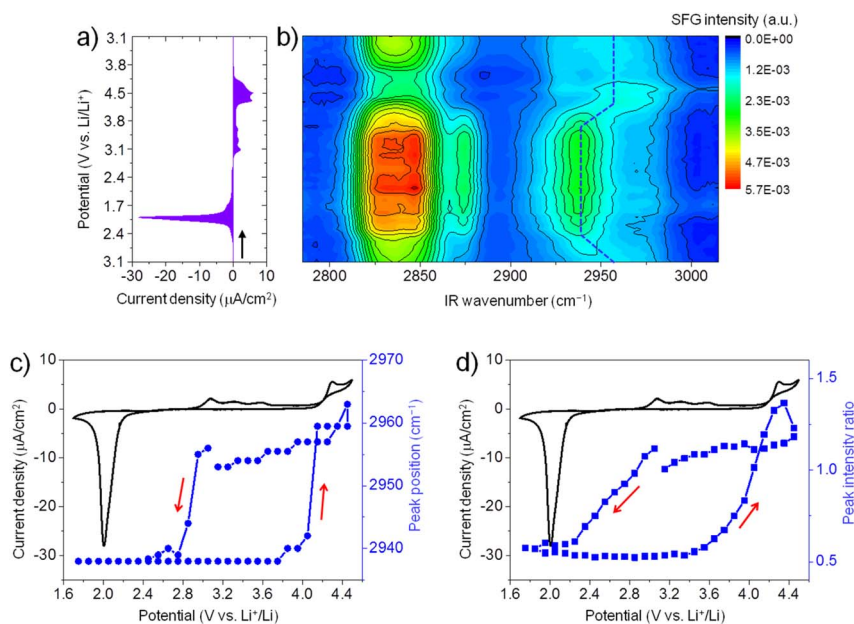 a)
3.1
3.8
4.5
3.8
3.1
2.4
1.7
2.4
3.1
Potential (V vs. Li/Li⁺)
-30 -20 -10 0 10
Current density (μA/cm²)
b)
2800 2850 2900 2950 3000
IR wavenumber (cm⁻¹)
SFG intensity (a.u.)
0.0E+00
1.2E-03
2.3E-03
3.5E-03
4.7E-03
5.7E-03
c)
10
0
-10
-20
-30
Current density (μA/cm²)
1.6 2.0 2.4 2.8 3.2 3.6 4.0 4.4
Potential (V vs. Li⁺/Li)
2970
2960
2950
2940
Peak position (cm⁻¹)
d)
10
0
-10
-20
-30
Current density (μA/cm²)
1.6 2.0 2.4 2.8 3.2 3.6 4.0 4.4
Potential (V vs. Li⁺/Li)
1.5
1.0
0.5
Peak intensity ratio